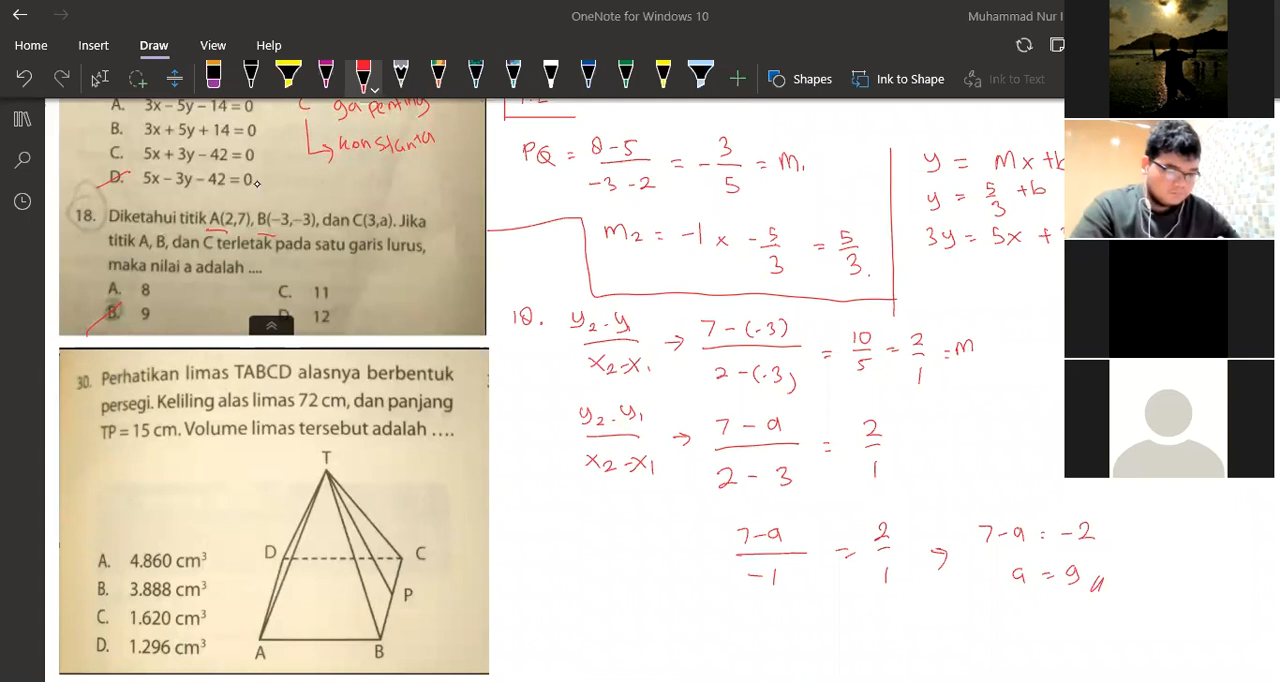 OneNote for Windows 10
Muhammad Nur I
Home Insert Draw View Help
Shapes Ink to Shape Ink to Text
A. 3x – 5y – 14 = 0
B. 3x + 5y + 14 = 0
C. 5x + 3y – 42 = 0
D. 5x – 3y – 42 = 0
ga penting
konstanta
18. Diketahui titik A(2,7), B(–3,–3), dan C(3,a). Jika
titik A, B, dan C terletak pada satu garis lurus,
maka nilai a adalah ....
A. 8 C. 11
B. 9 D. 12
30. Perhatikan limas TABCD alasnya berbentuk
persegi. Keliling alas limas 72 cm, dan panjang
TP = 15 cm. Volume limas tersebut adalah ....
T
D C
P
A B
A. 4.860 cm³
B. 3.888 cm³
C. 1.620 cm³
D. 1.296 cm³
PQ = 0-5 / -3-2 = -3/5 = m₁
m2 = -1 x -5/3 = 5/3.
y = mx+b
y = 5/3 +b
3y = 5x +
18. y2-y1 / x2-x1 → 7-(-3) / 2-(-3) = 10/5 = 2/1 = m
y2-y1 / x2-x1 → 7-a / 2-3 = 2/1
7-a / -1 = 2/1 → 7-a = -2
a = 9